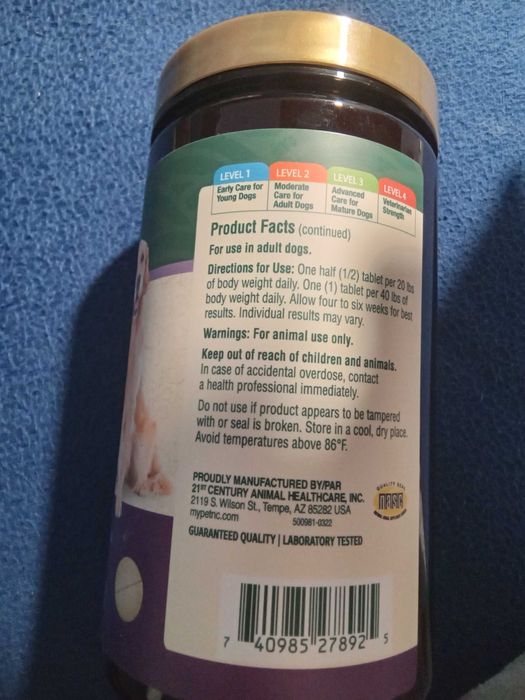 LEVEL 1 LEVEL 2 LEVEL 3 LEVEL 4
Early Care for
Young Dogs
Moderate
Care for
Adult Dogs
Advanced
Care for
Mature Dogs
Veterinarian
Strength
Product Facts (continued)
For use in adult dogs.
Directions for Use: One half (1/2) tablet per 20 lbs
of body weight daily. One (1) tablet per 40 lbs of
body weight daily. Allow four to six weeks for best
results. Individual results may vary.
Warnings: For animal use only.
Keep out of reach of children and animals.
In case of accidental overdose, contact
a health professional immediately.
Do not use if product appears to be tampered
with or seal is broken. Store in a cool, dry place.
Avoid temperatures above 86°F.
PROUDLY MANUFACTURED BY/PAR
21ST CENTURY ANIMAL HEALTHCARE, INC.
2119 S. Wilson St., Tempe, AZ 85282 USA
mypetnc.com 500981-0322
GUARANTEED QUALITY | LABORATORY TESTED
QUALITY SEAL
nasc
7 40985 27892 5